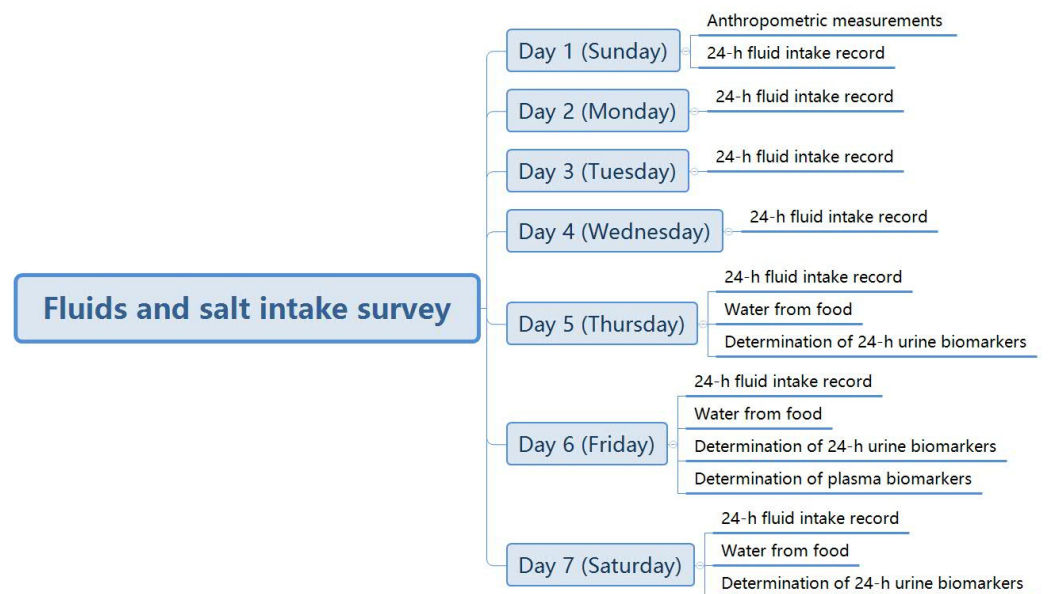 Fluids and salt intake survey
Day 1 (Sunday)
Anthropometric measurements
24-h fluid intake record
Day 2 (Monday)
24-h fluid intake record
Day 3 (Tuesday)
24-h fluid intake record
Day 4 (Wednesday)
24-h fluid intake record
Day 5 (Thursday)
24-h fluid intake record
Water from food
Determination of 24-h urine biomarkers
Day 6 (Friday)
24-h fluid intake record
Water from food
Determination of 24-h urine biomarkers
Determination of plasma biomarkers
Day 7 (Saturday)
24-h fluid intake record
Water from food
Determination of 24-h urine biomarkers